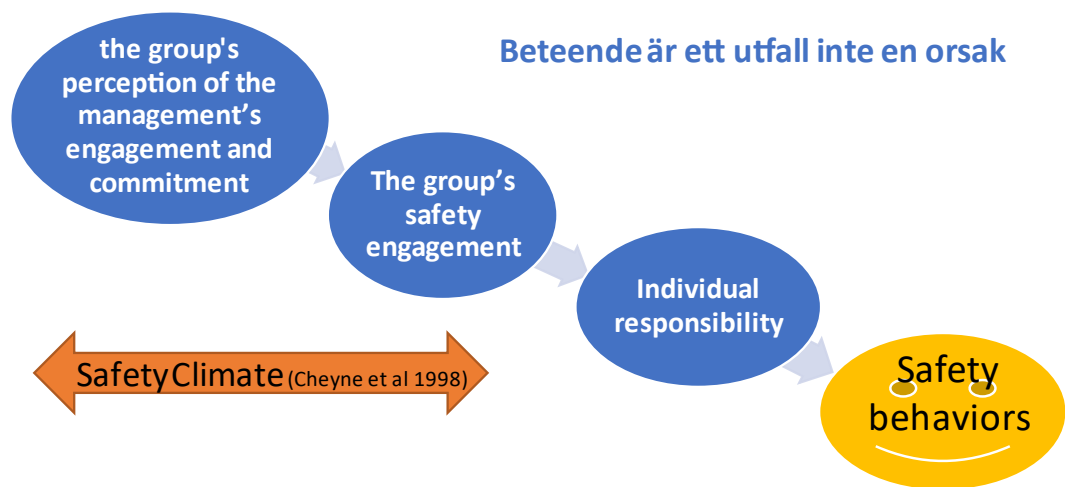 the group's
perception of the
management’s
engagement and
commitment
Beteende är ett utfall inte en orsak
The group’s
safety
engagement
Individual
responsibility
Safety Climate (Cheyne et al 1998)
Safety
behaviors